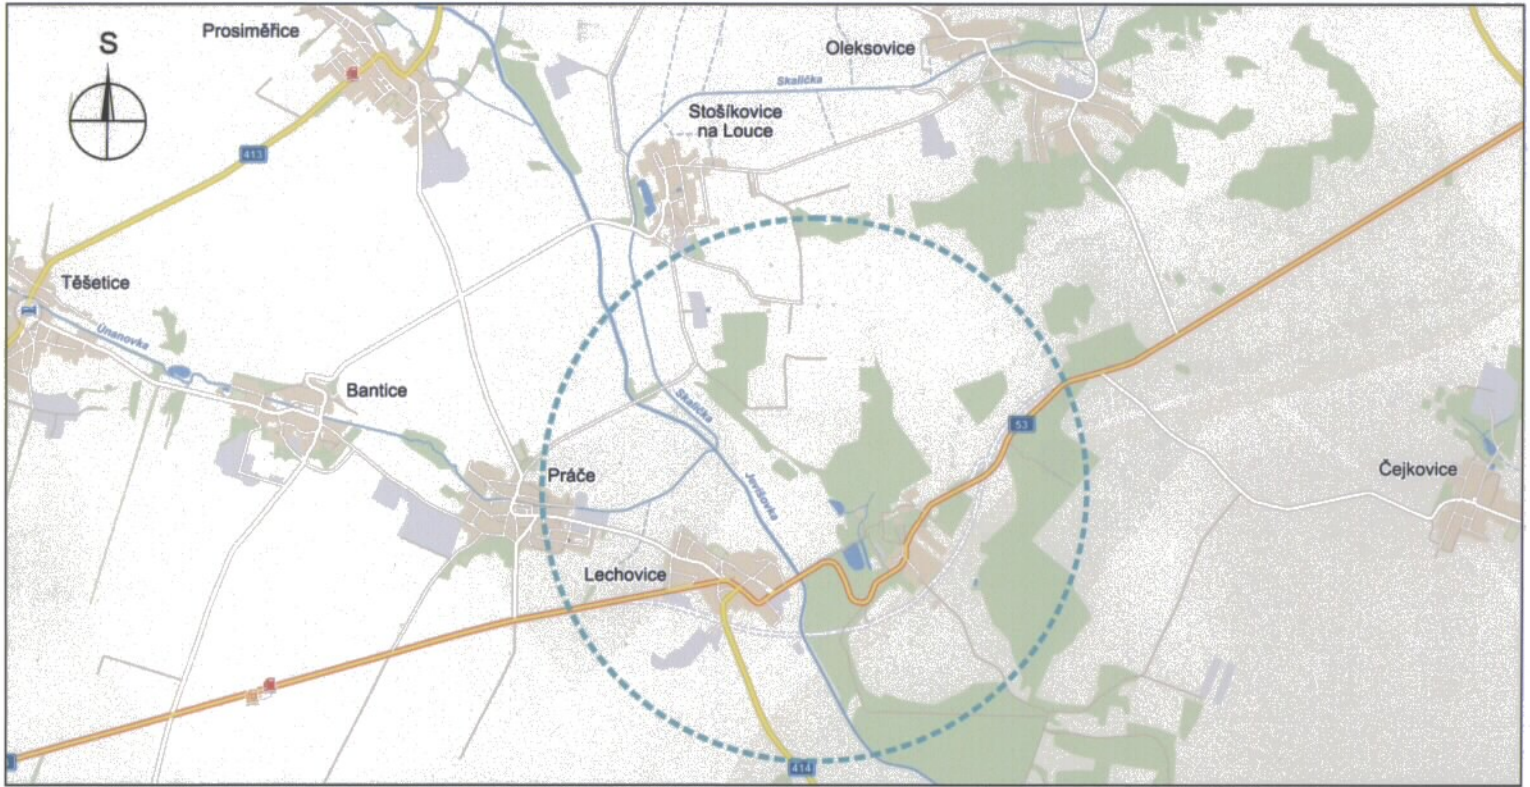 Prosiměřice
S
Oleksovice
Skalička
Stošíkovice
na Louce
413
Těšetice
Únanovka
Bantice
Skalička
53
Práče
Jevišovka
Čejkovice
Lechovice
414